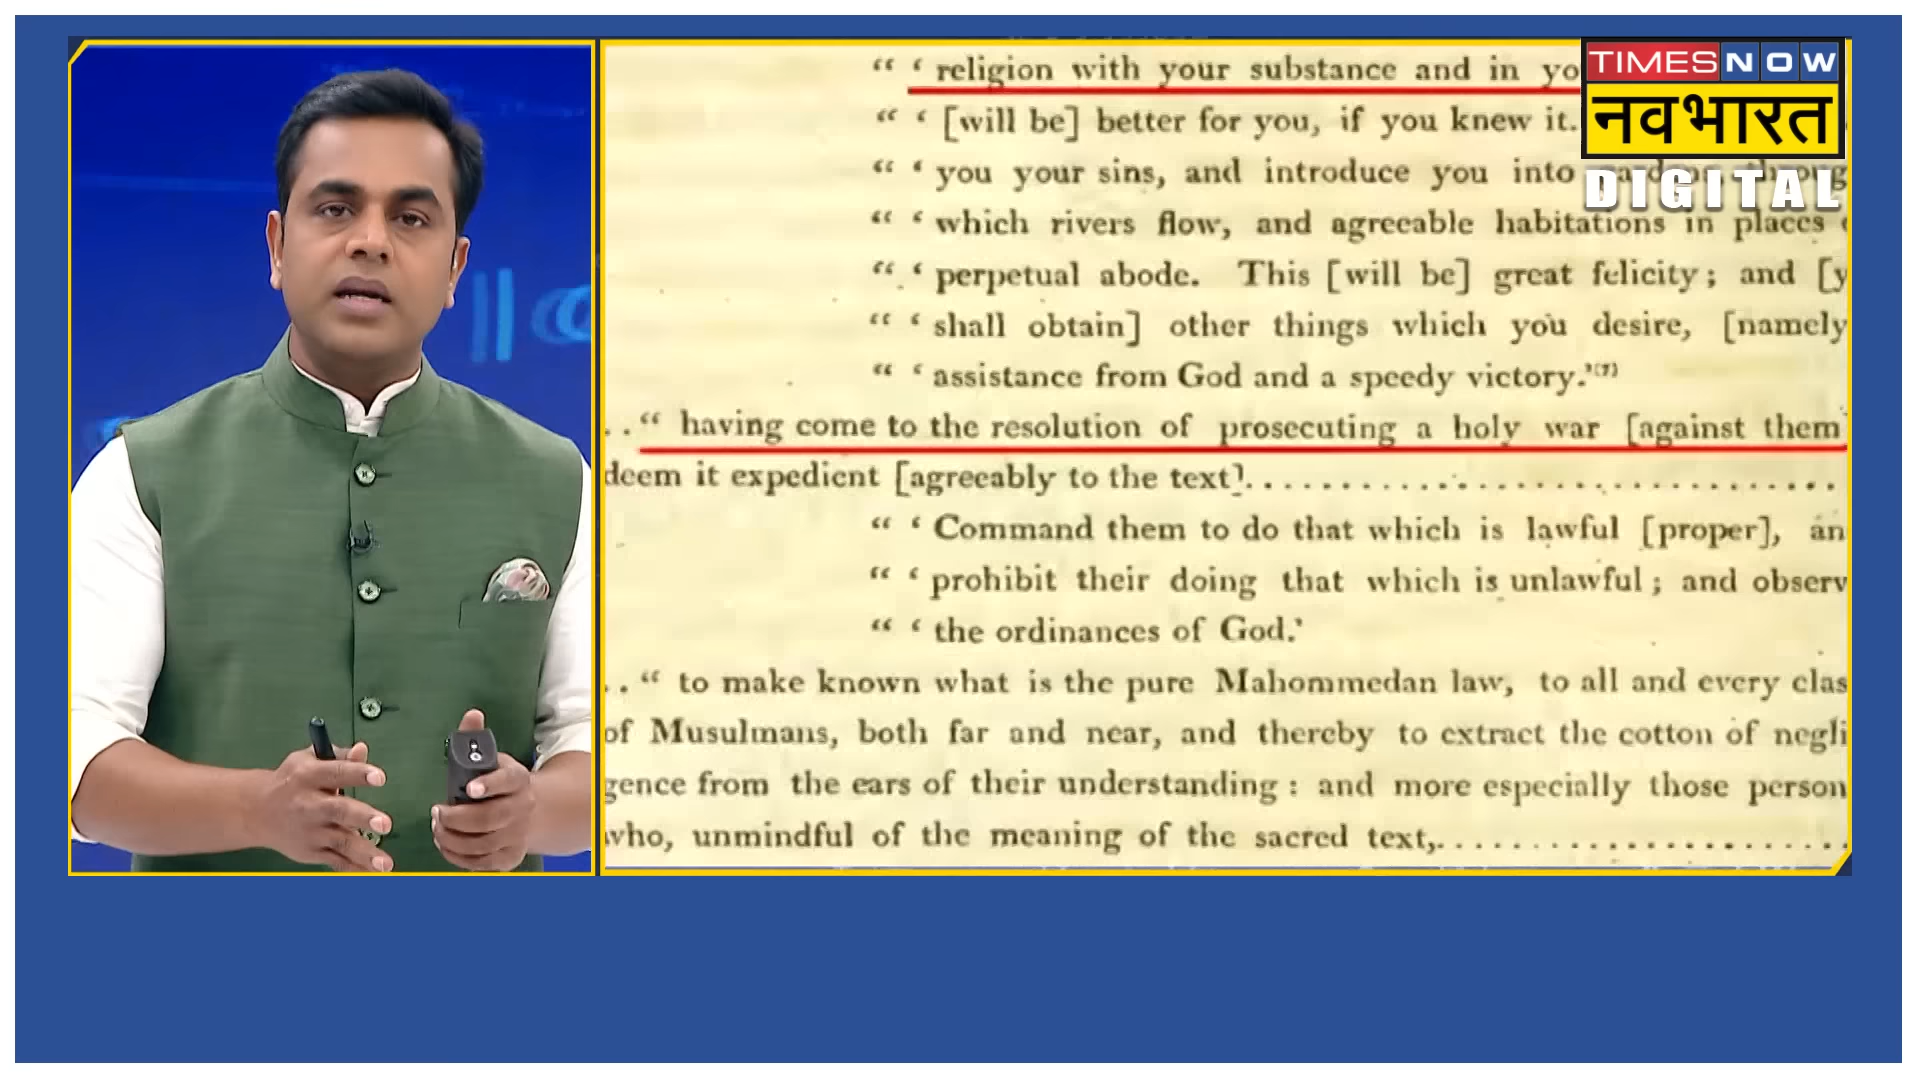 “ ‘ religion with your substance and in yo
“ ‘ [will be] better for you, if you knew it.
“ ‘ you your sins, and introduce you into
“ ‘ which rivers flow, and agreeable habitations in places
“ ‘ perpetual abode. This [will be] great felicity; and [y
“ ‘ shall obtain] other things which you desire, [namely
“ ‘ assistance from God and a speedy victory.’(7)
..“ having come to the resolution of prosecuting a holy war [against them
deem it expedient [agreeably to the text]................................
“ ‘ Command them to do that which is lawful [proper], an
“ ‘ prohibit their doing that which is unlawful; and observ
“ ‘ the ordinances of God.’
..“ to make known what is the pure Mahommedan law, to all and every clas
of Musulmans, both far and near, and thereby to extract the cotton of negli
gence from the ears of their understanding: and more especially those person
who, unmindful of the meaning of the sacred text,......................
TIMES NOW
नवभारत
DIGITAL